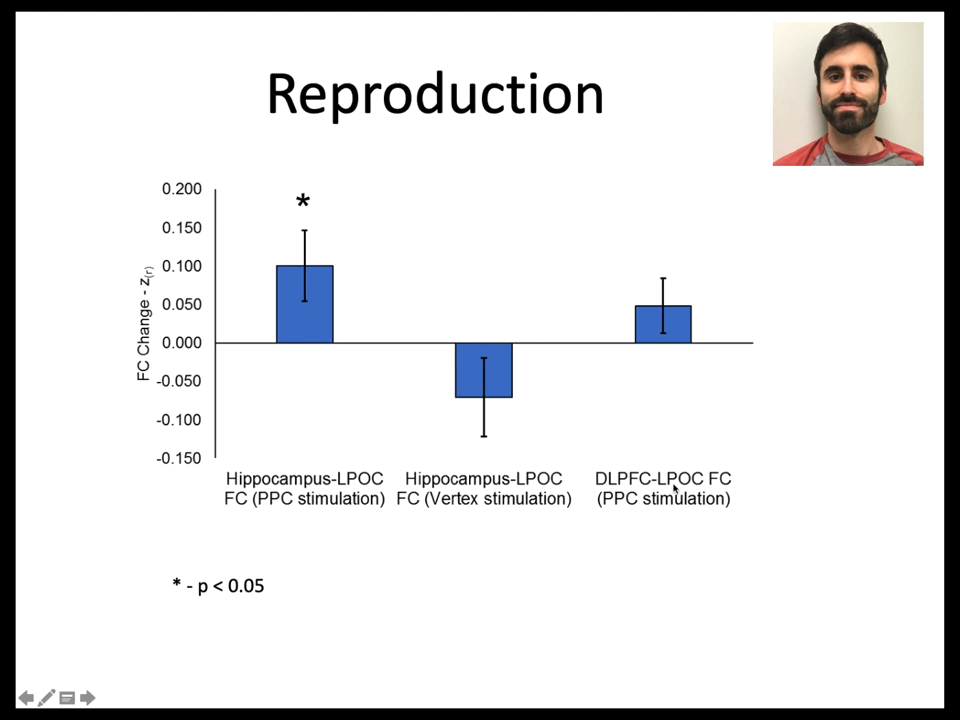 Reproduction
0.200
*
0.150
0.100
0.050
0.000
-0.050
-0.100
-0.150
FC Change - z(r)
Hippocampus-LPOC
FC (PPC stimulation)
Hippocampus-LPOC
FC (Vertex stimulation)
DLPFC-LPOC FC
(PPC stimulation)
* - p < 0.05